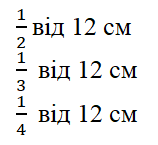 1/2 від 12 см
1/3 від 12 см
1/4 від 12 см